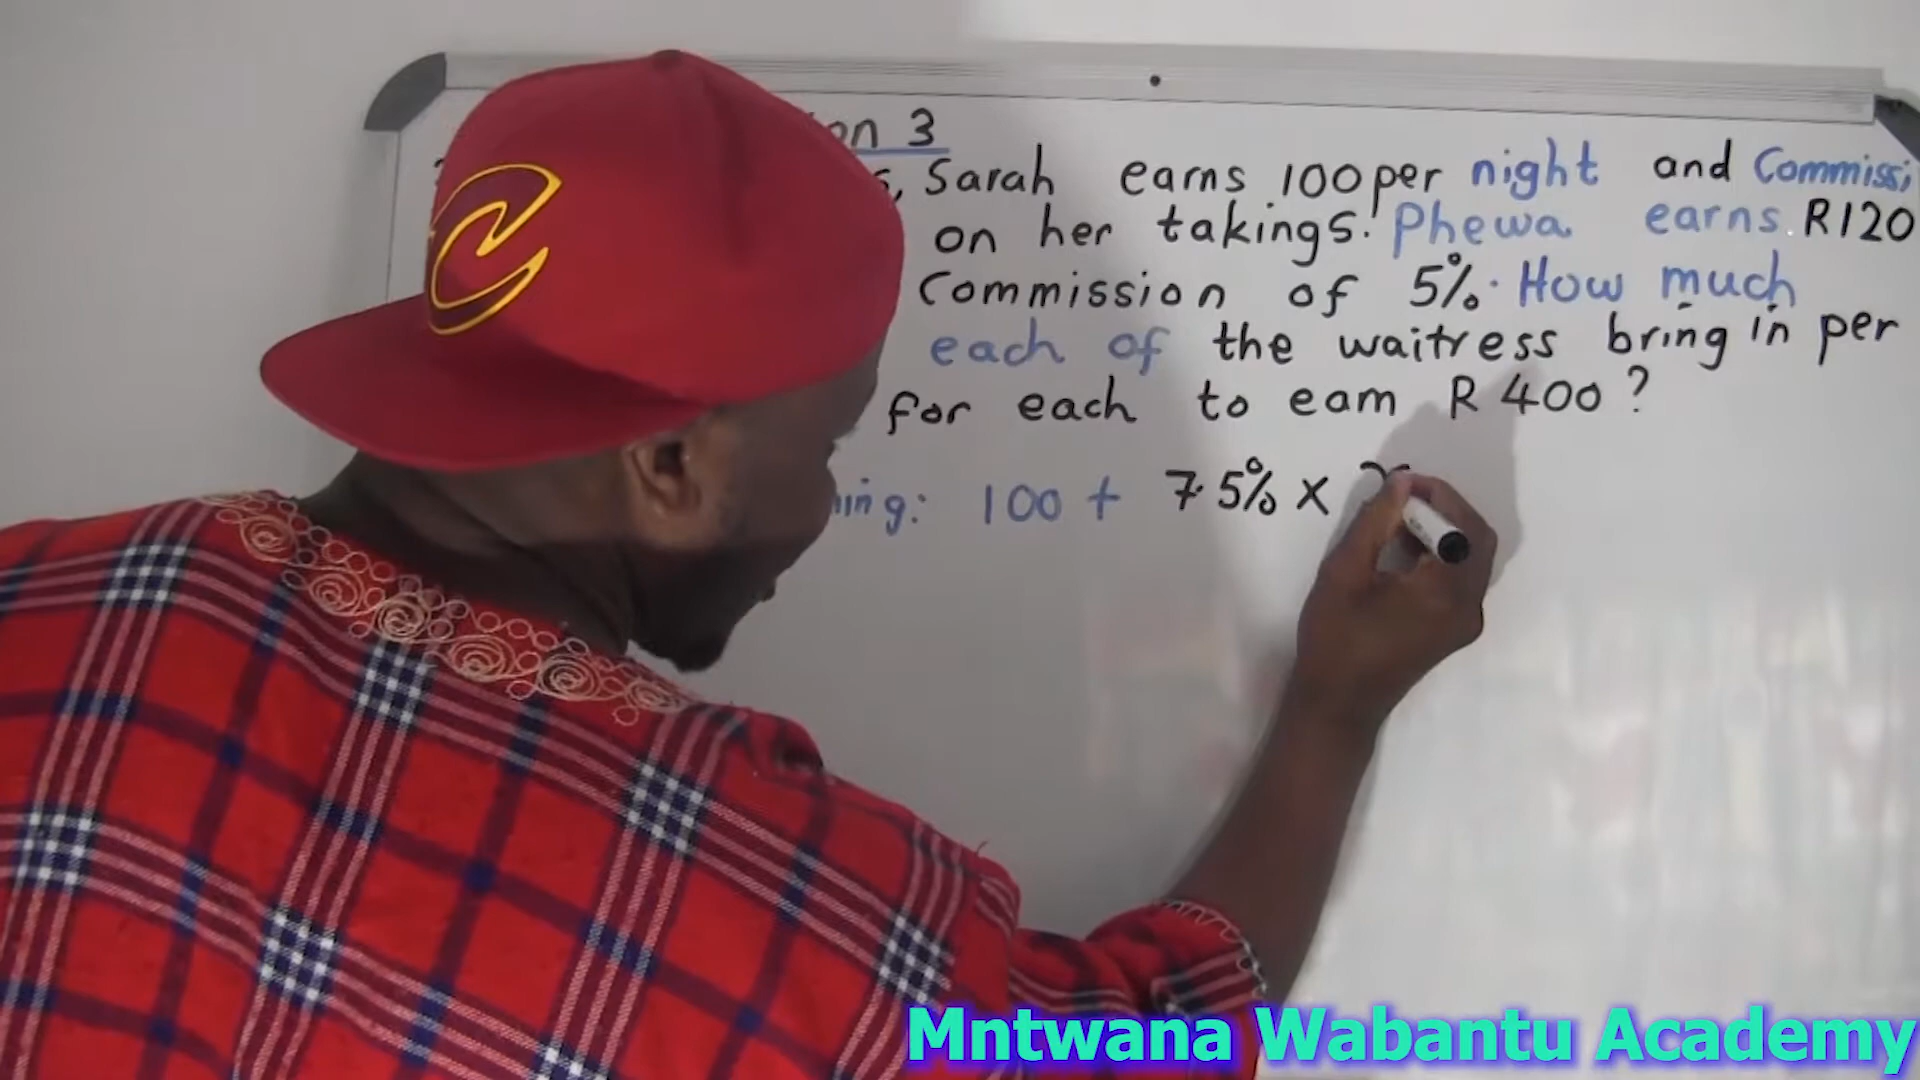 on 3
Sarah earns 100 per night and Commissi
on her takings. Phewa earns R120
Commission of 5%. How much
each of the waitress bring in per
for each to earn R400?
ing: 100 + 7.5% x
Mntwana Wabantu Academy